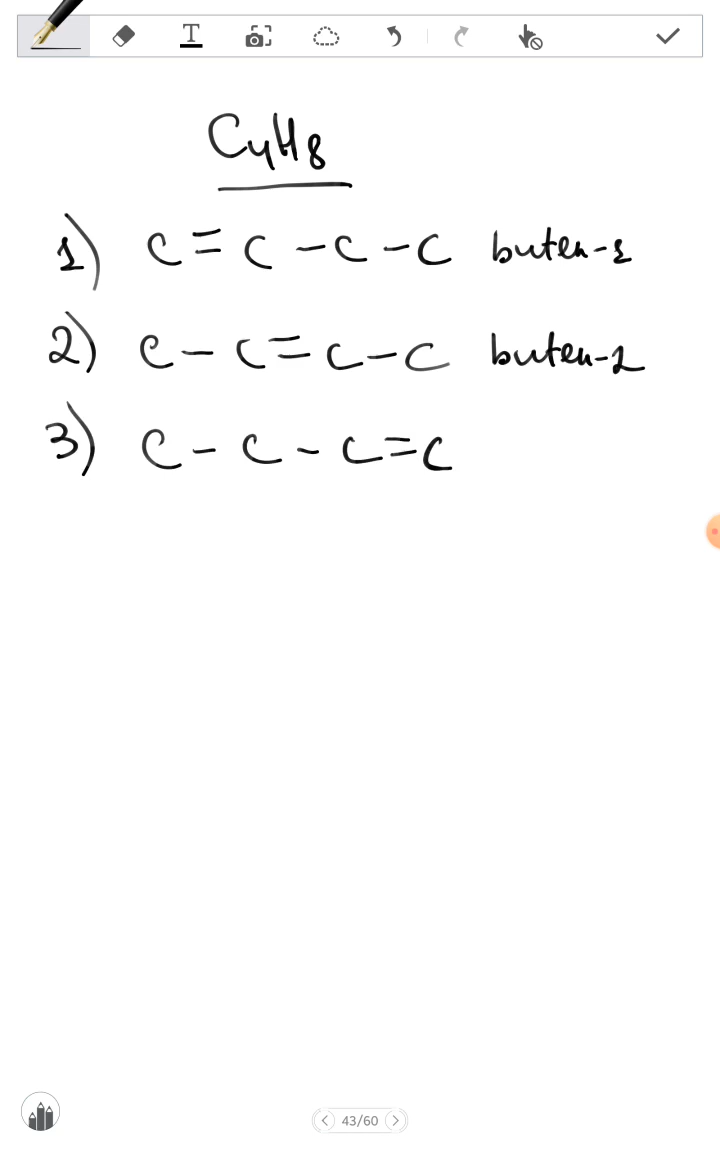 T
C4H8
1) C=C-C-C buten-1
2) C-C=C-C buten-2
3) C-C-C=C
43/60